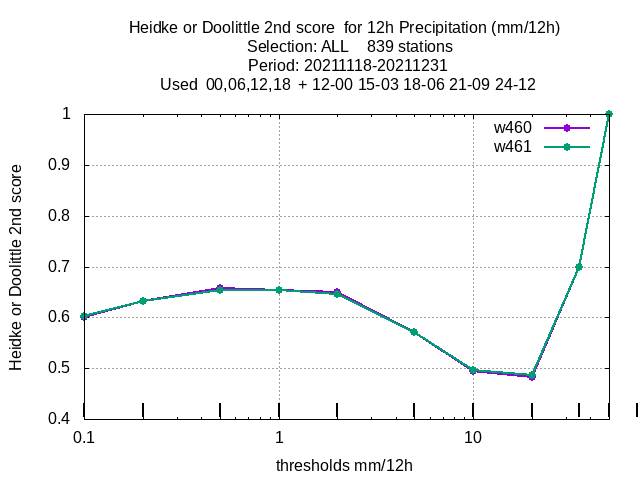 Heidke or Doolittle 2nd score  for 12h Precipitation (mm/12h)
Selection: ALL    839 stations
Period: 20211118-20211231
Used  00,06,12,18  + 12-00 15-03 18-06 21-09 24-12
w460
w461
1
0.9
0.8
0.7
0.6
0.5
0.4
Heidke or Doolittle 2nd score
0.1
1
10
thresholds mm/12h